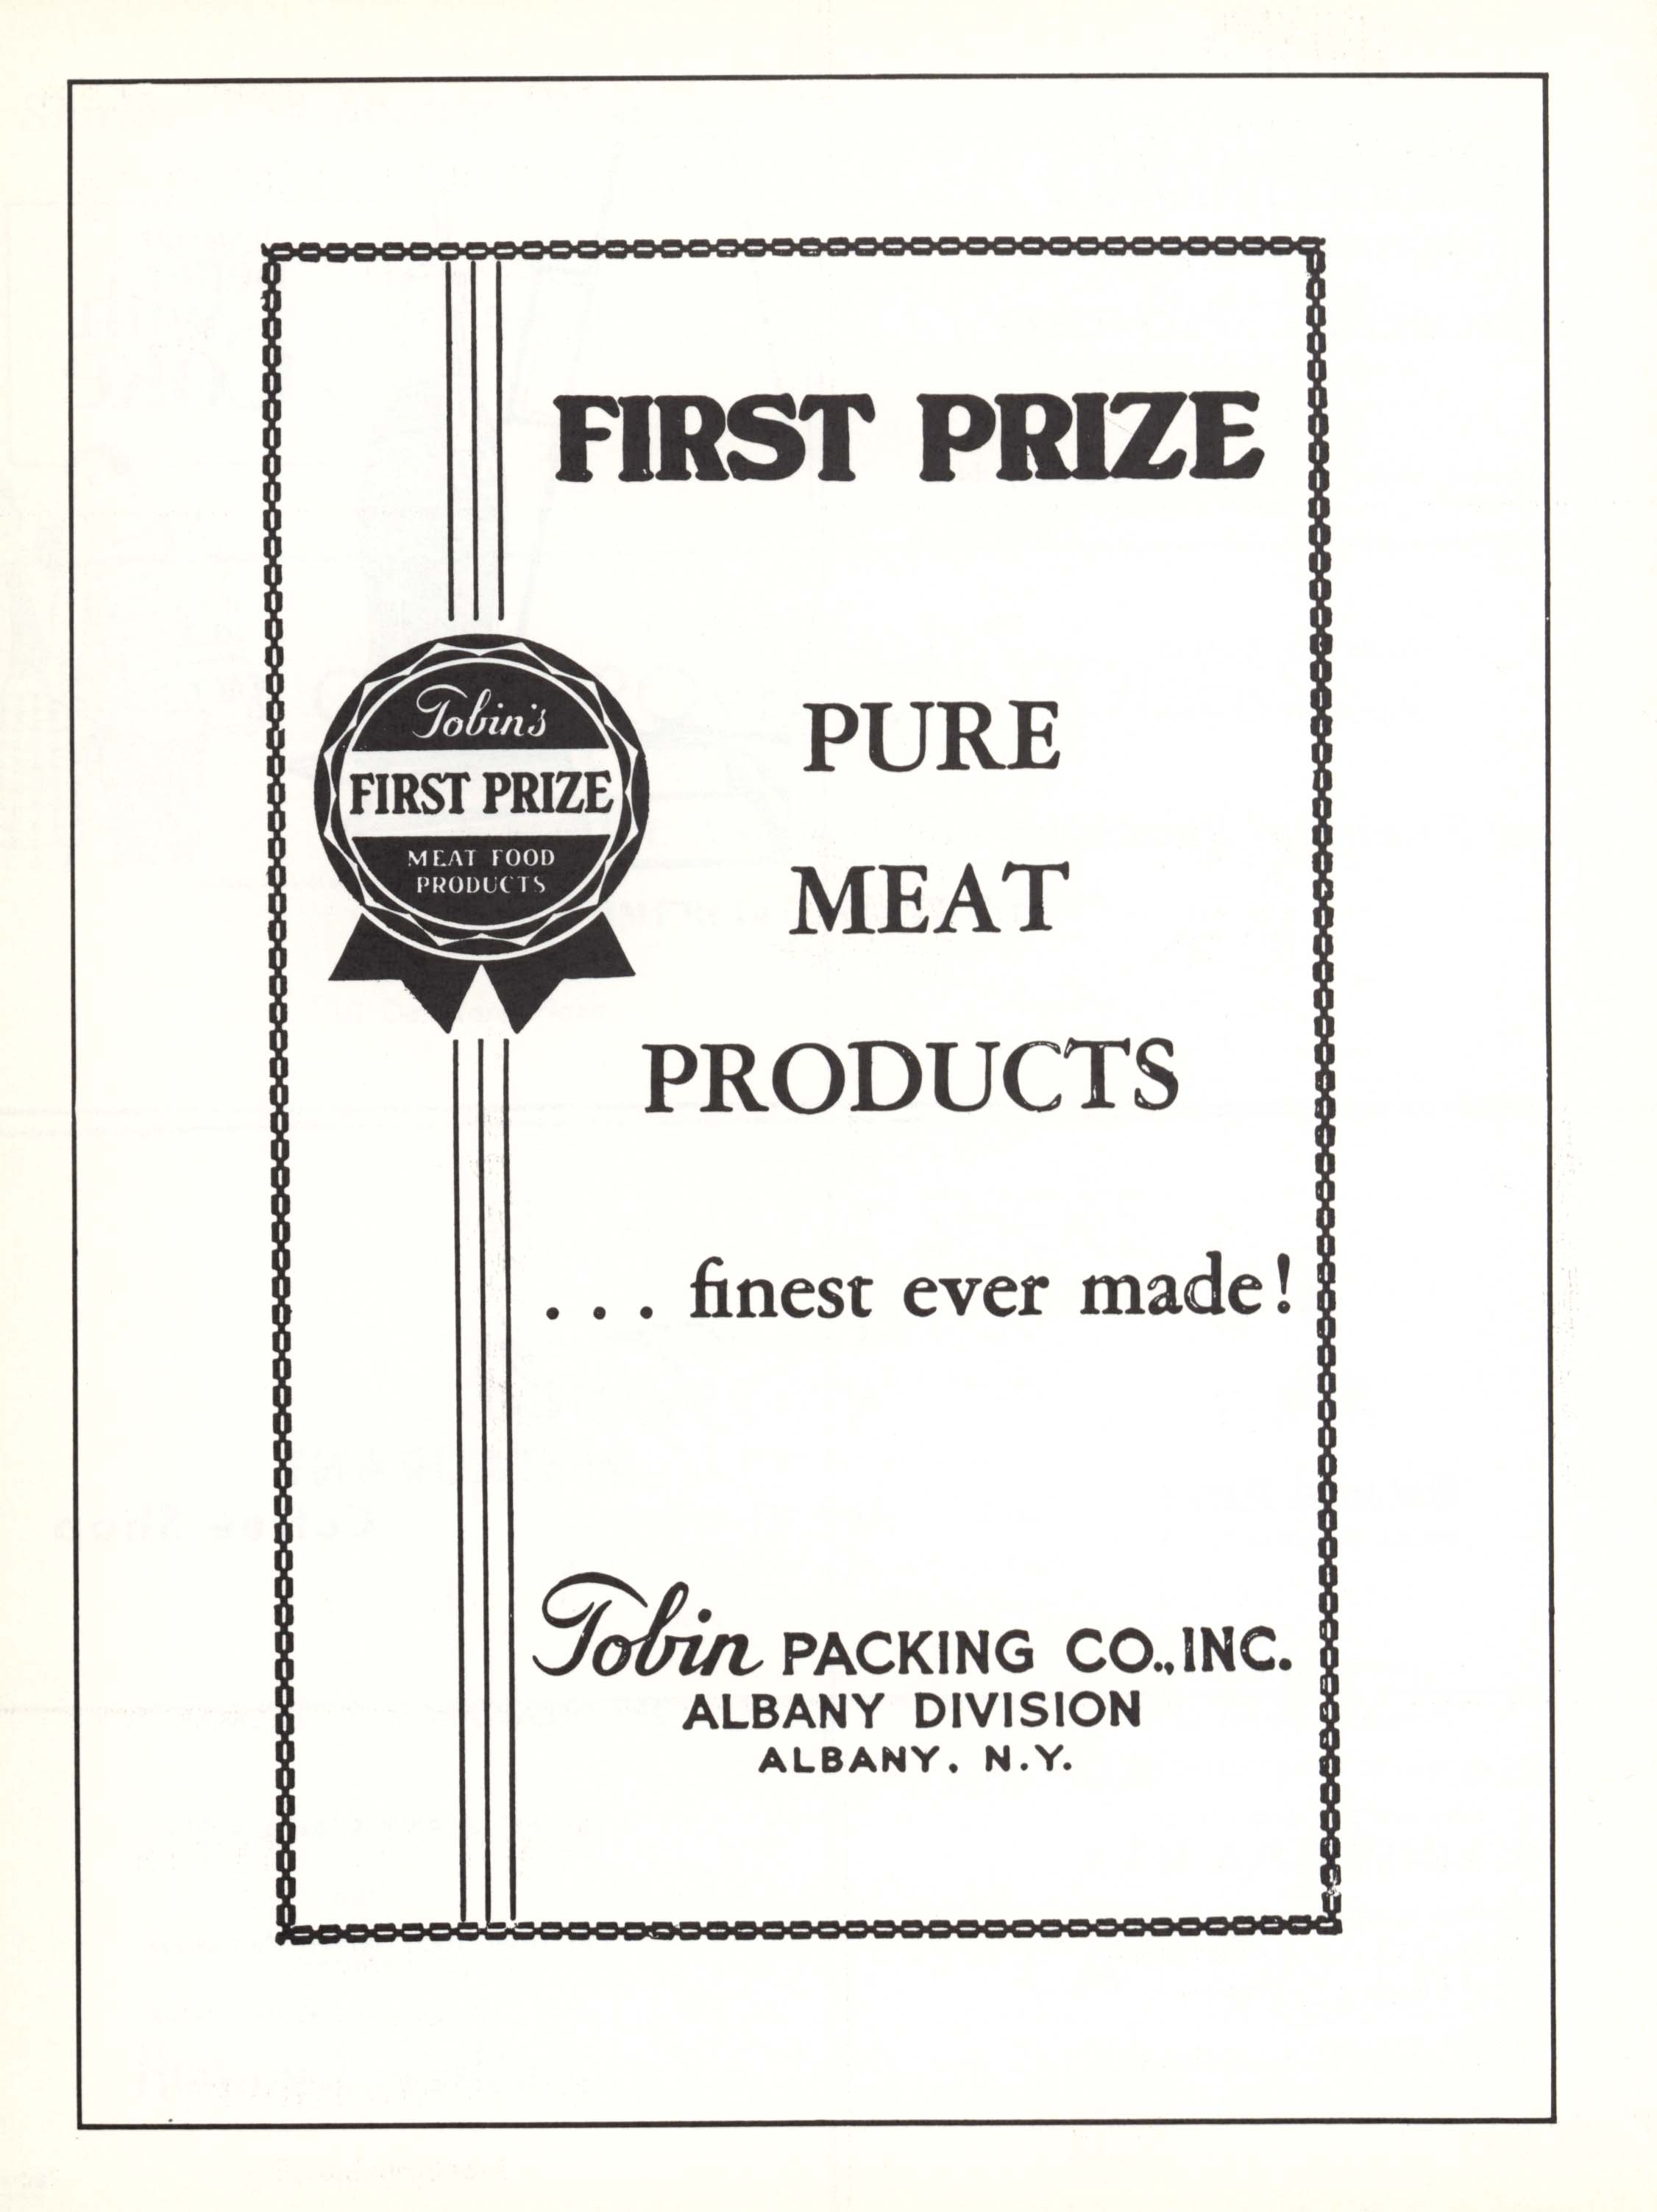 FIRST PRIZE
Tobin's
FIRST PRIZE
MEAT FOOD
PRODUCTS
PURE
MEAT
PRODUCTS
... finest ever made!
Tobin PACKING CO., INC.
ALBANY DIVISION
ALBANY, N.Y.